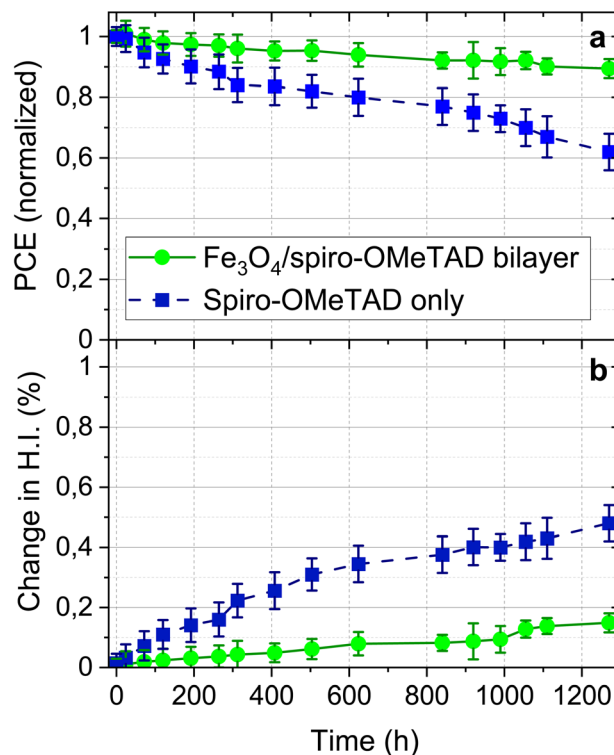 a
PCE (normalized)
1
0,8
0,6
0,4
0,2
0
Fe₃O₄/spiro-OMeTAD bilayer
Spiro-OMeTAD only
b
Change in H.I. (%)
1
0,8
0,6
0,4
0,2
0
0 200 400 600 800 1000 1200
Time (h)